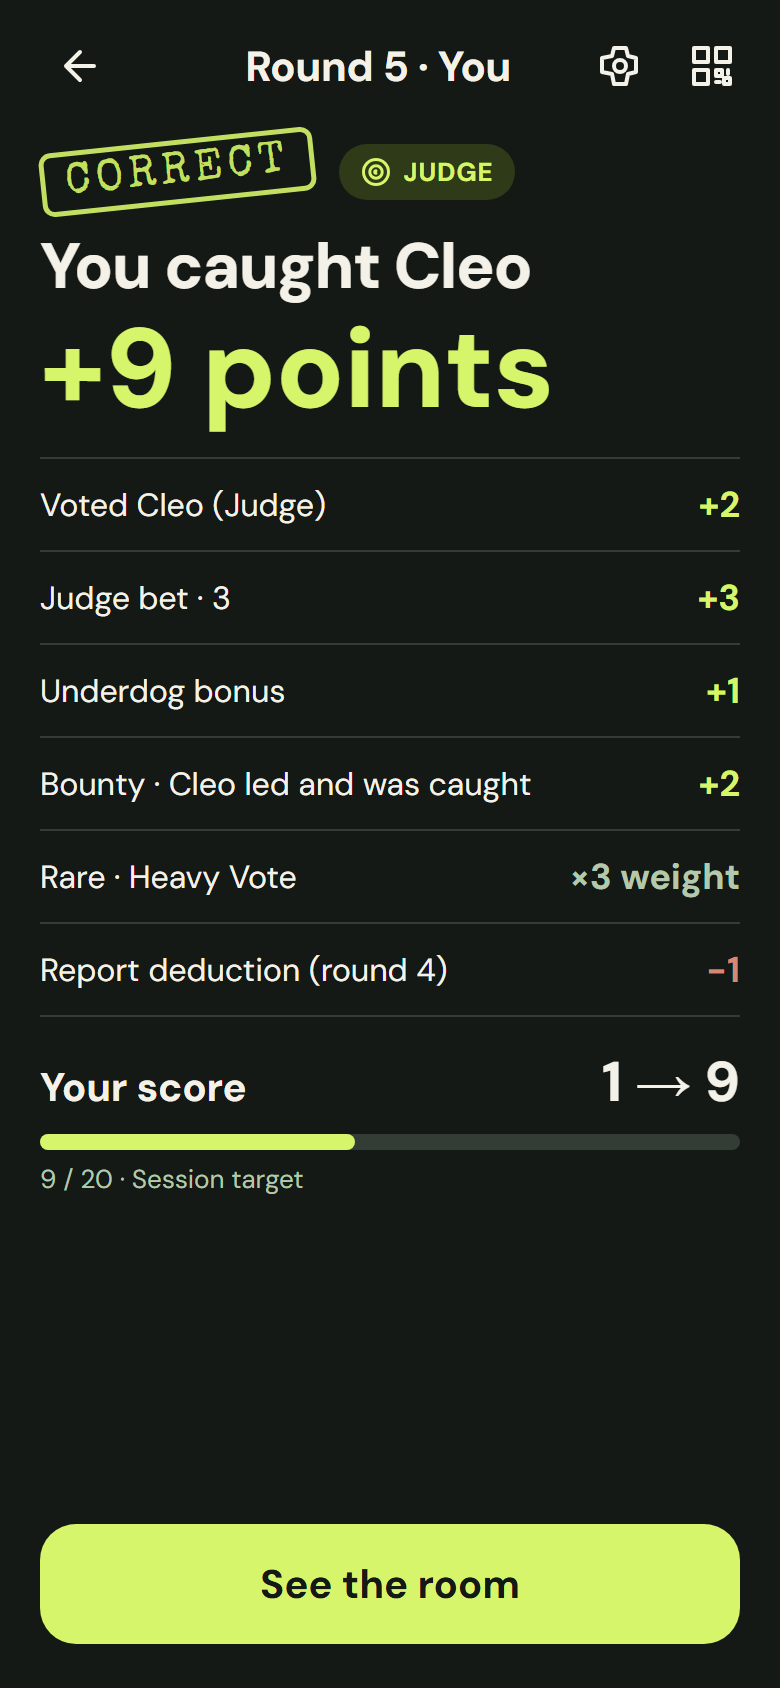 Round 5 · You
CORRECT
JUDGE
You caught Cleo
+9 points
Voted Cleo (Judge) +2
Judge bet · 3 +3
Underdog bonus +1
Bounty · Cleo led and was caught +2
Rare · Heavy Vote ×3 weight
Report deduction (round 4) −1
Your score 1 → 9
9 / 20 · Session target
See the room